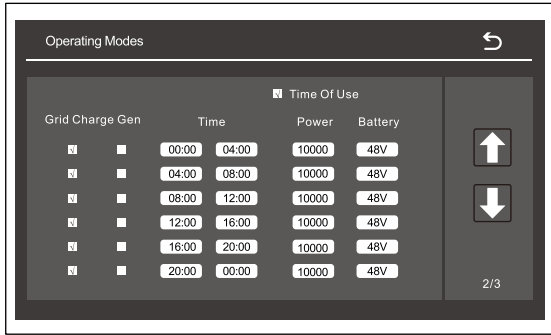 Operating Modes
√ Time Of Use
Grid Charge Gen Time Power Battery
√ 00:00 04:00 10000 48V
√ 04:00 08:00 10000 48V
√ 08:00 12:00 10000 48V
√ 12:00 16:00 10000 48V
√ 16:00 20:00 10000 48V
√ 20:00 00:00 10000 48V
2/3